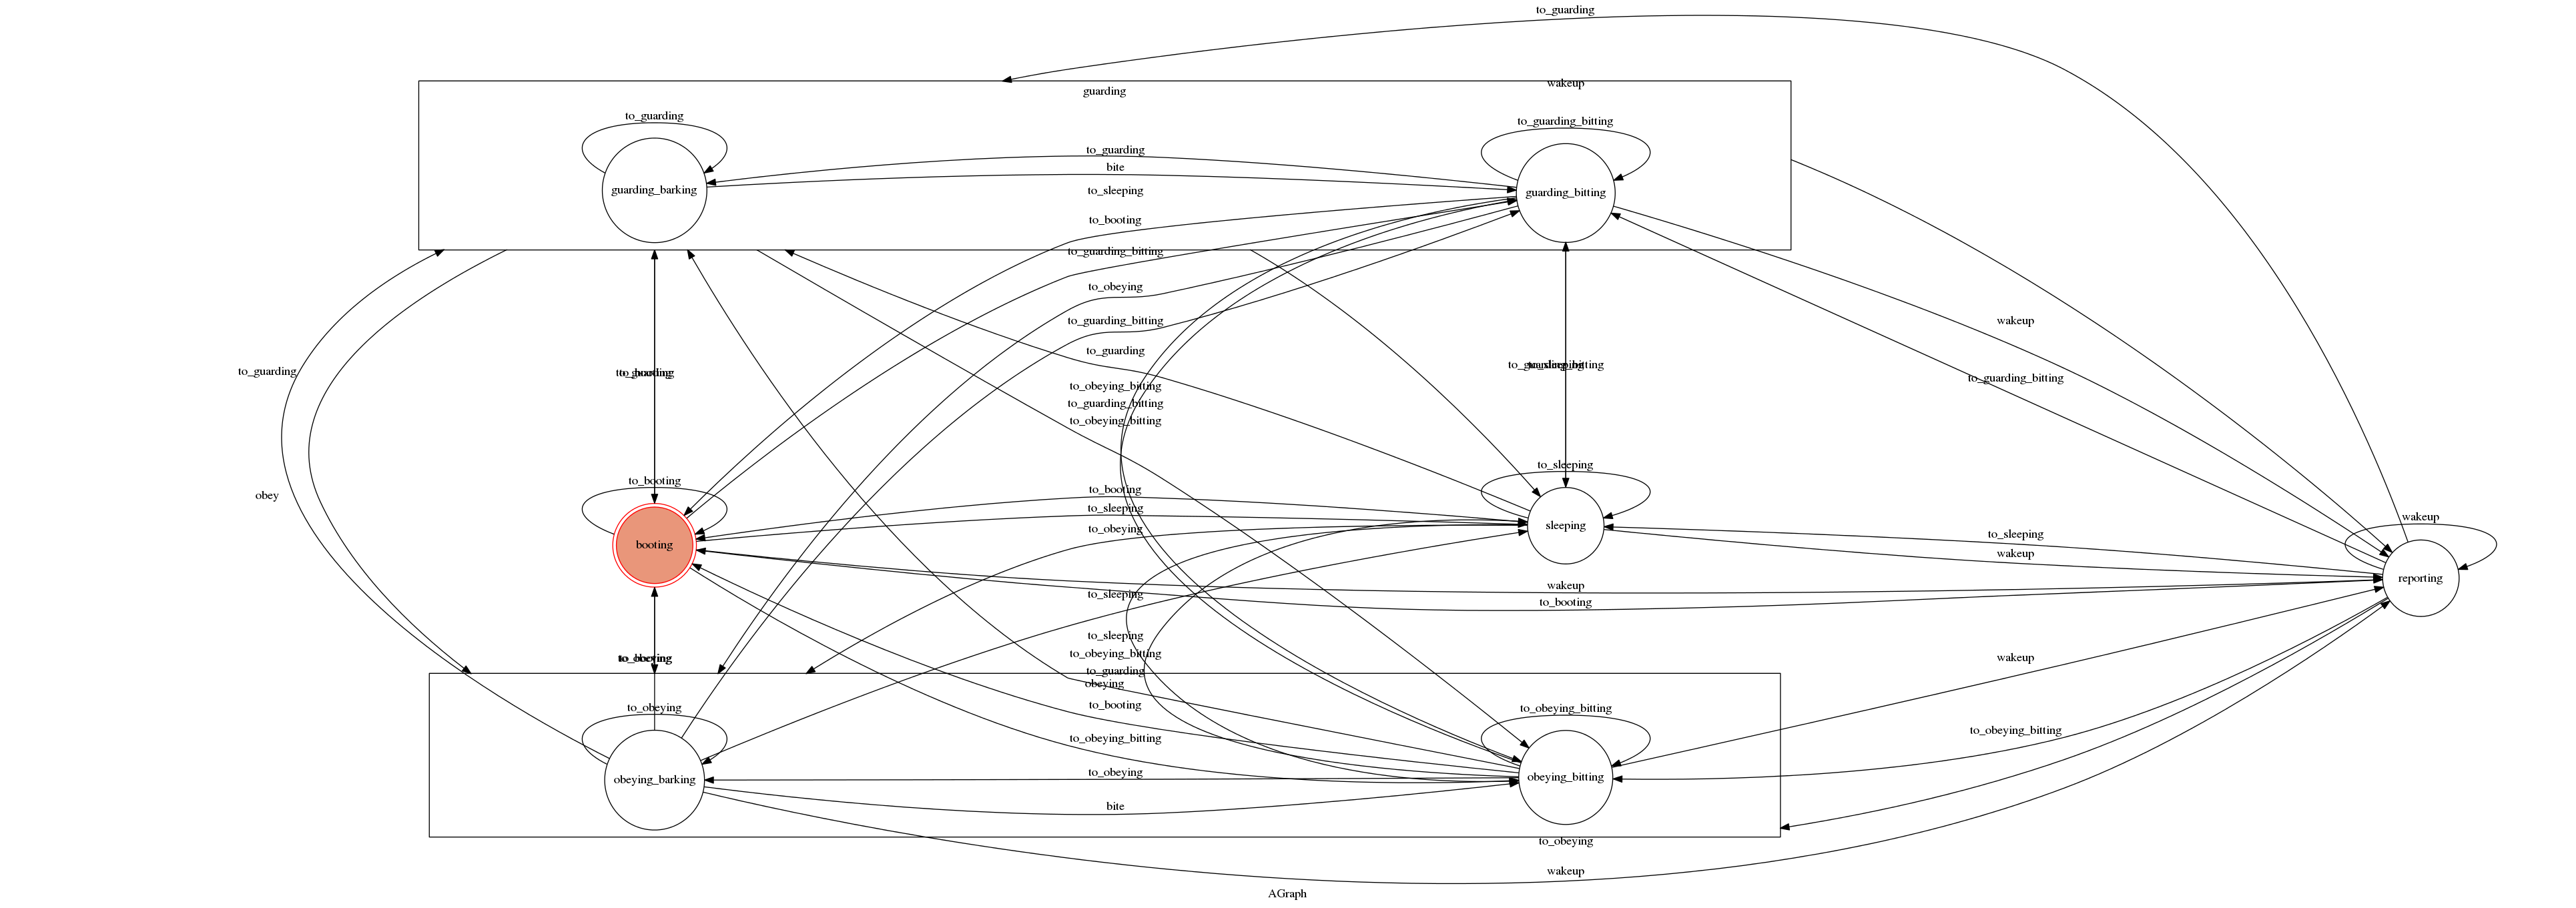 to_guarding
wakeup
guarding
to_guarding
to_guarding_bitting
to_guarding
bite
guarding_barking
to_sleeping
guarding_bitting
to_booting
to_guarding_bitting
to_obeying
to_guarding_bitting
wakeup
to_guarding
to_guarding
to_guarding_bitting
to_obeying_bitting
to_guarding_bitting
to_obeying_bitting
to_sleeping
to_booting
to_booting
obey
to_sleeping
sleeping
to_obeying
wakeup
to_sleeping
booting
wakeup
reporting
wakeup
to_sleeping
to_booting
to_sleeping
to_obeying_bitting
wakeup
to_guarding
obeying
to_booting
to_obeying
to_obeying_bitting
to_obeying_bitting
to_obeying_bitting
to_obeying
obeying_barking
obeying_bitting
bite
to_obeying
wakeup
AGraph